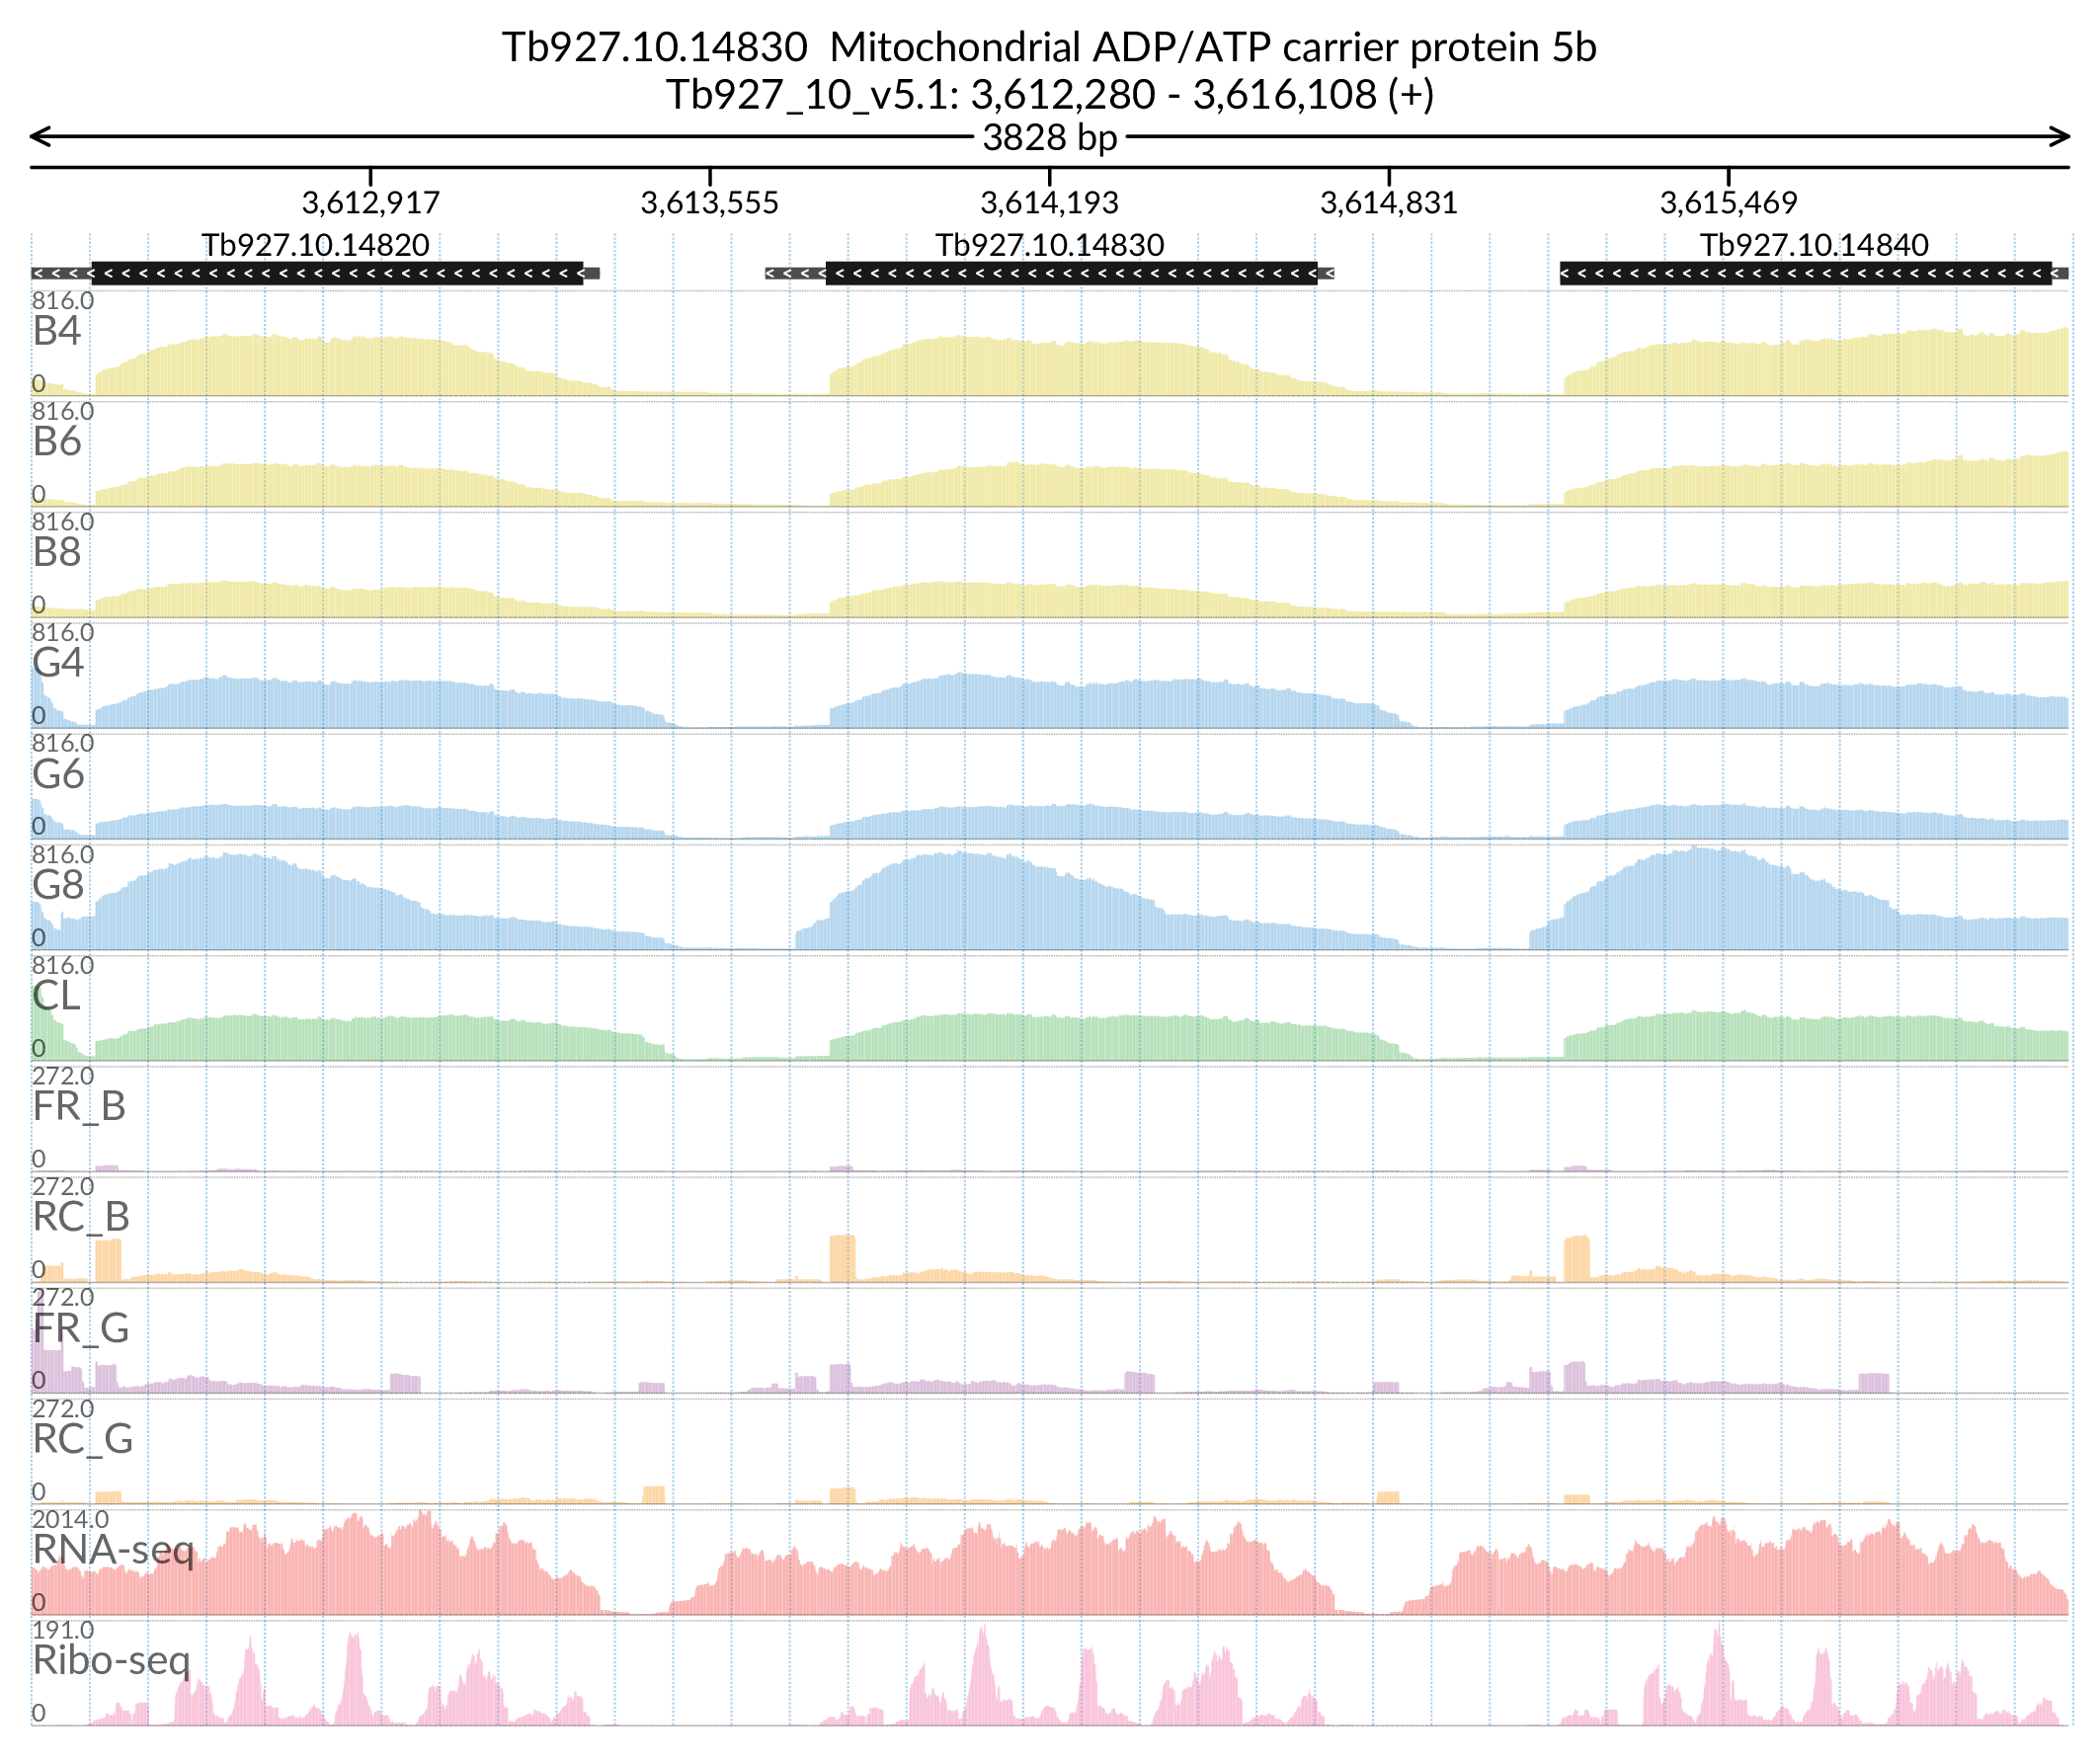 Tb927.10.14830 Mitochondrial ADP/ATP carrier protein 5b
Tb927_10_v5.1: 3,612,280 - 3,616,108 (+)
3828 bp
3,612,917 3,613,555 3,614,193 3,614,831 3,615,469
Tb927.10.14820 Tb927.10.14830 Tb927.10.14840
816.0
B4
0
816.0
B6
0
816.0
B8
0
816.0
G4
0
816.0
G6
0
816.0
G8
0
816.0
CL
0
272.0
FR_B
0
272.0
RC_B
0
272.0
FR_G
0
272.0
RC_G
0
2014.0
RNA-seq
0
191.0
Ribo-seq
0